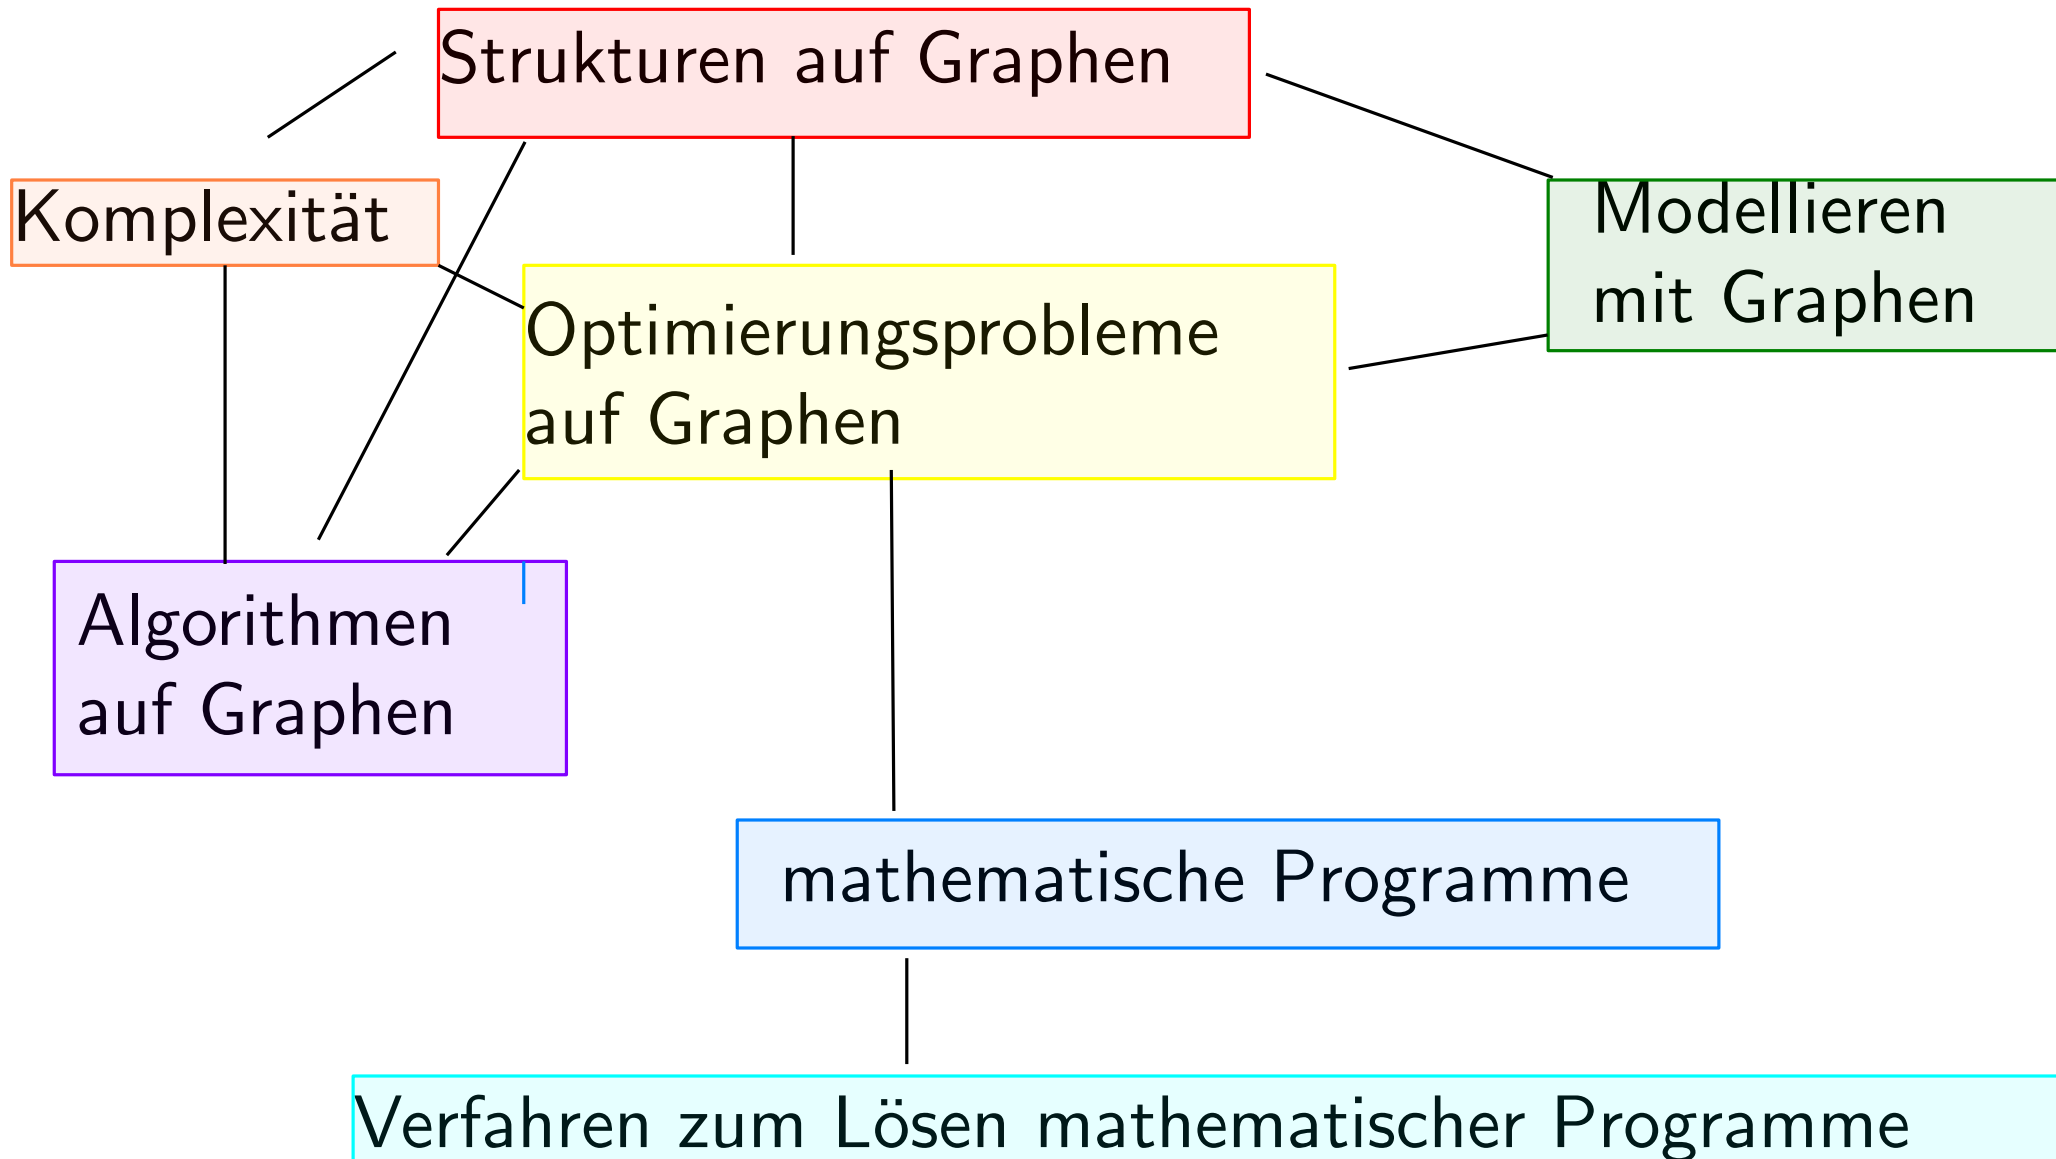 Strukturen auf Graphen
Komplexität
Modellieren
mit Graphen
Optimierungsprobleme
auf Graphen
Algorithmen
auf Graphen
mathematische Programme
Verfahren zum Lösen mathematischer Programme